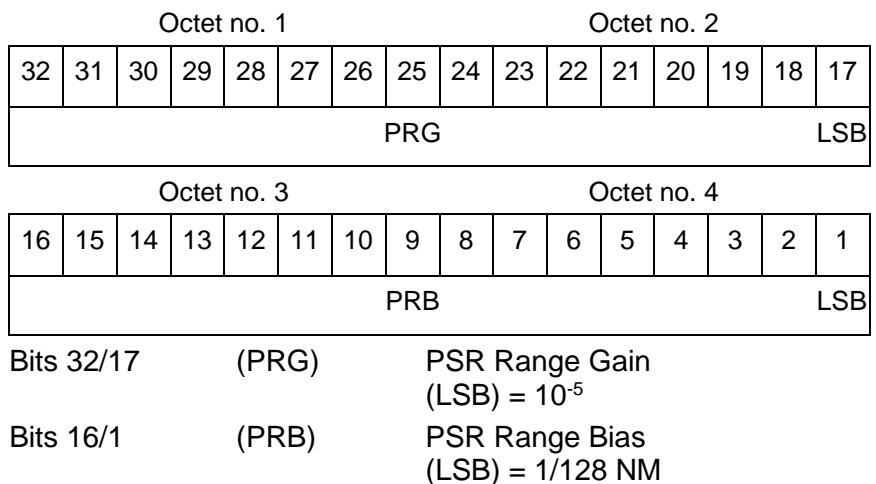 Octet no. 1 Octet no. 2
32 31 30 29 28 27 26 25 24 23 22 21 20 19 18 17
PRG LSB
Octet no. 3 Octet no. 4
16 15 14 13 12 11 10 9 8 7 6 5 4 3 2 1
PRB LSB
Bits 32/17 (PRG) PSR Range Gain
(LSB) = 10⁻⁵
Bits 16/1 (PRB) PSR Range Bias
(LSB) = 1/128 NM